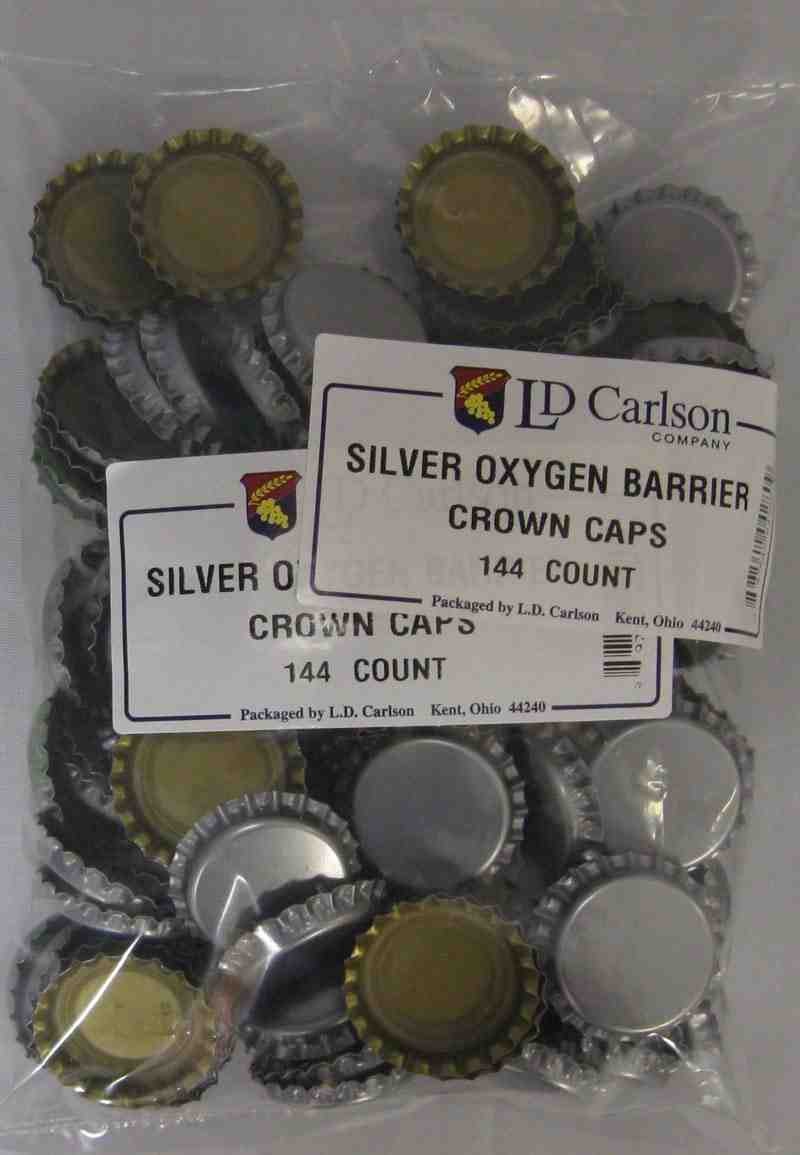 LD Carlson
COMPANY
SILVER OXYGEN BARRIER
CROWN CAPS
144 COUNT
Packaged by L.D. Carlson Kent, Ohio 44240
SILVER
CROWN CAPS
144 COUNT
Packaged by L.D. Carlson Kent, Ohio 44240